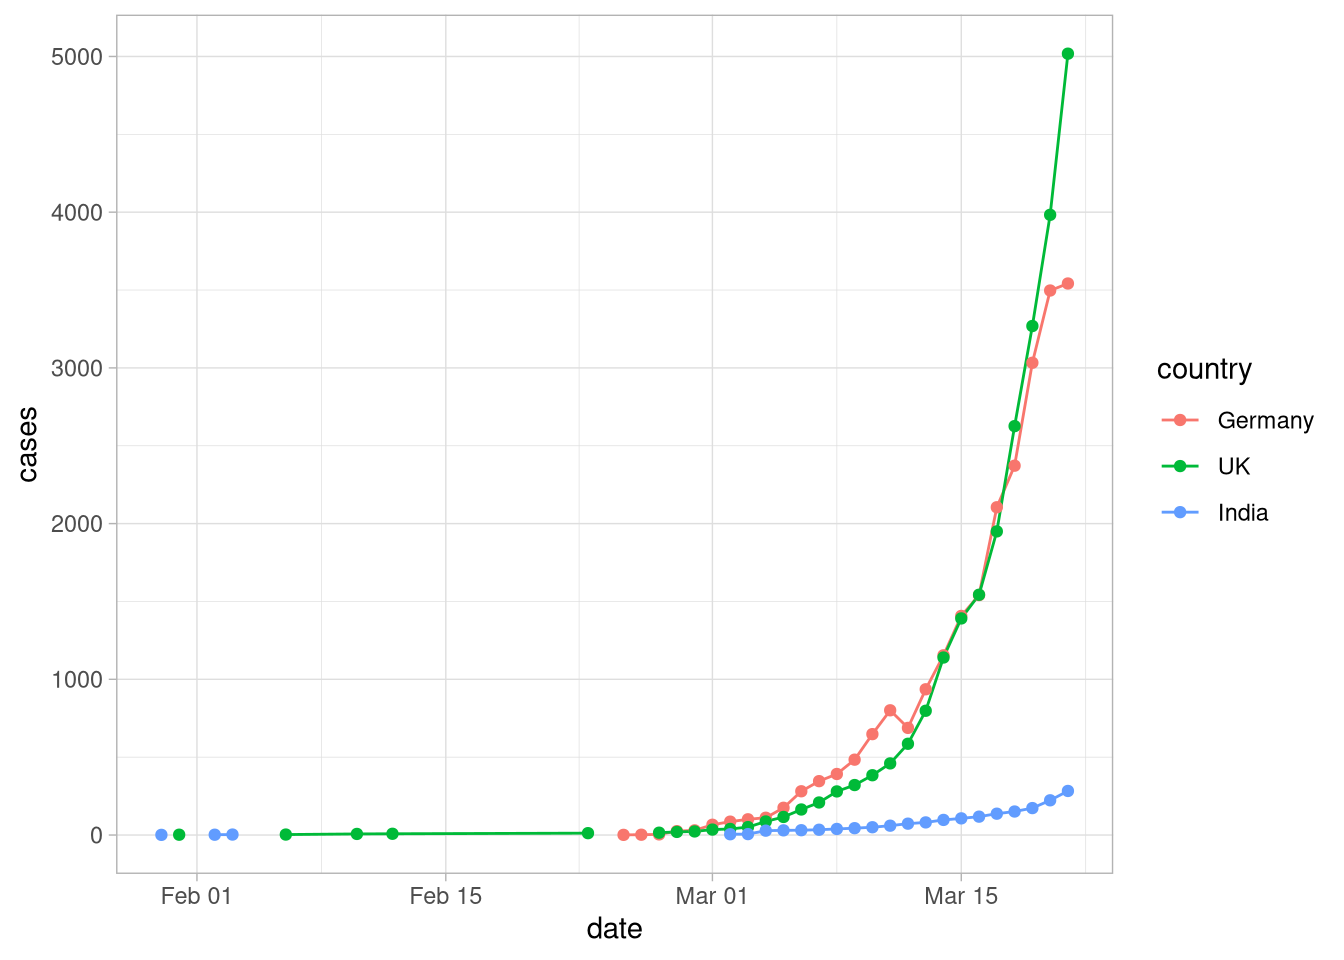 5000
4000
3000
2000
1000
0
cases
Feb 01
Feb 15
Mar 01
Mar 15
date
country
Germany
UK
India